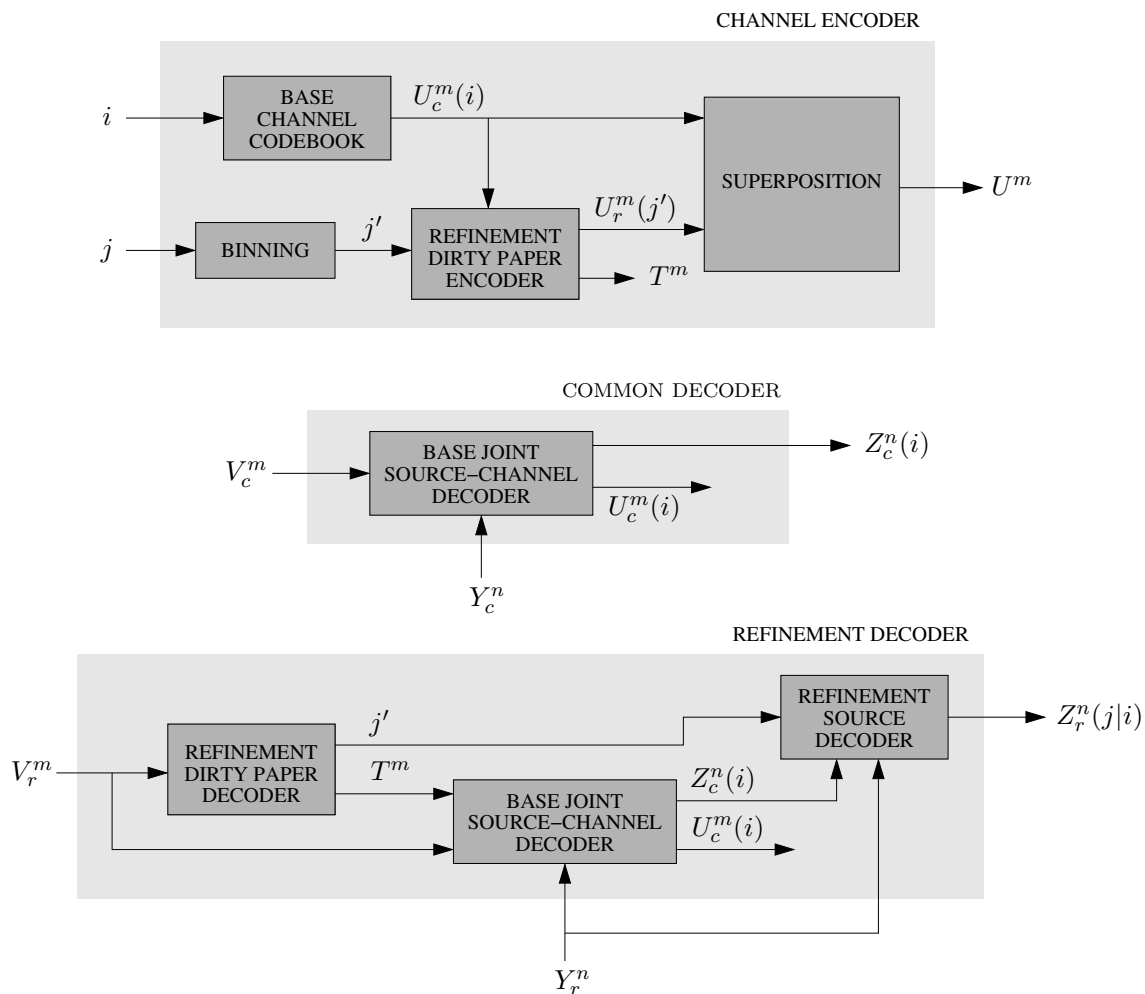 CHANNEL ENCODER
i
BASE
CHANNEL
CODEBOOK
U_c^m(i)
SUPERPOSITION
U^m
j
BINNING
j′
REFINEMENT
DIRTY PAPER
ENCODER
U_r^m(j′)
T^m
COMMON DECODER
V_c^m
BASE JOINT
SOURCE−CHANNEL
DECODER
Z_c^n(i)
U_c^m(i)
Y_c^n
REFINEMENT DECODER
V_r^m
REFINEMENT
DIRTY PAPER
DECODER
j′
T^m
BASE JOINT
SOURCE−CHANNEL
DECODER
Z_c^n(i)
U_c^m(i)
REFINEMENT
SOURCE
DECODER
Z_r^n(j|i)
Y_r^n